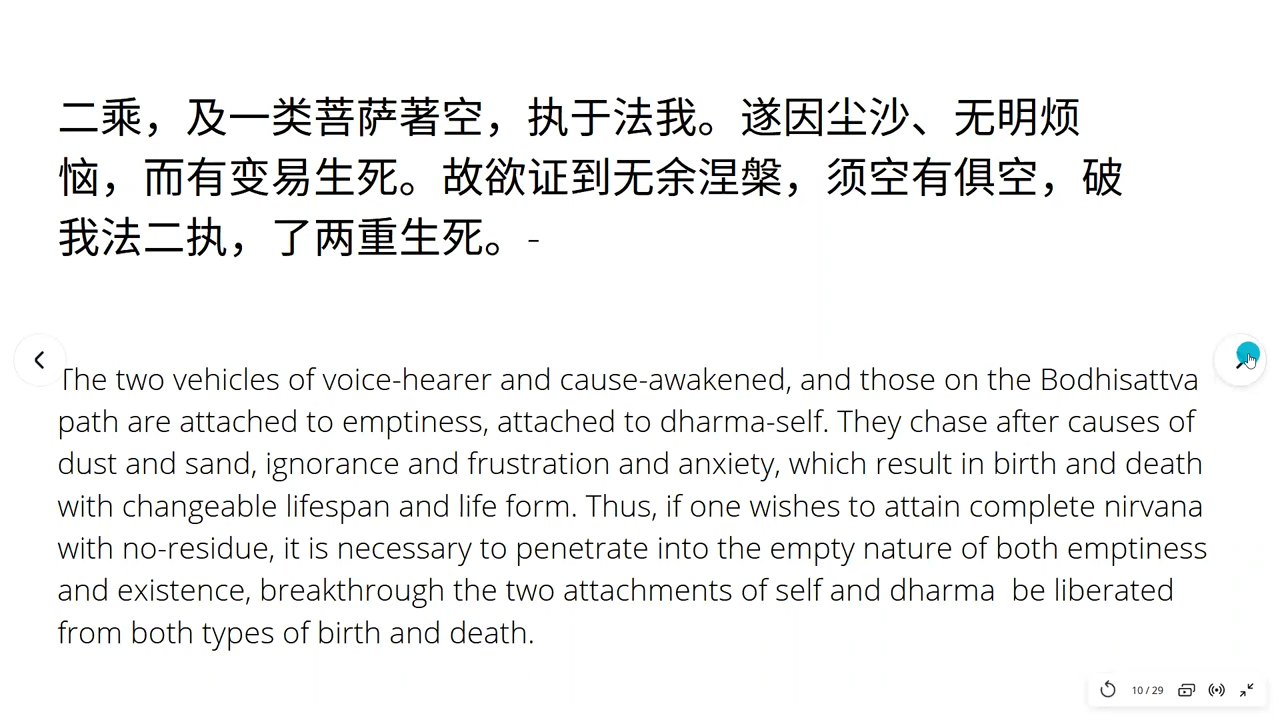 二乘，及一类菩萨著空，执于法我。遂因尘沙、无明烦
恼，而有变易生死。故欲证到无余涅槃，须空有俱空，破
我法二执，了两重生死。-
The two vehicles of voice-hearer and cause-awakened, and those on the Bodhisattva
path are attached to emptiness, attached to dharma-self. They chase after causes of
dust and sand, ignorance and frustration and anxiety, which result in birth and death
with changeable lifespan and life form. Thus, if one wishes to attain complete nirvana
with no-residue, it is necessary to penetrate into the empty nature of both emptiness
and existence, breakthrough the two attachments of self and dharma  be liberated
from both types of birth and death.
10 / 29